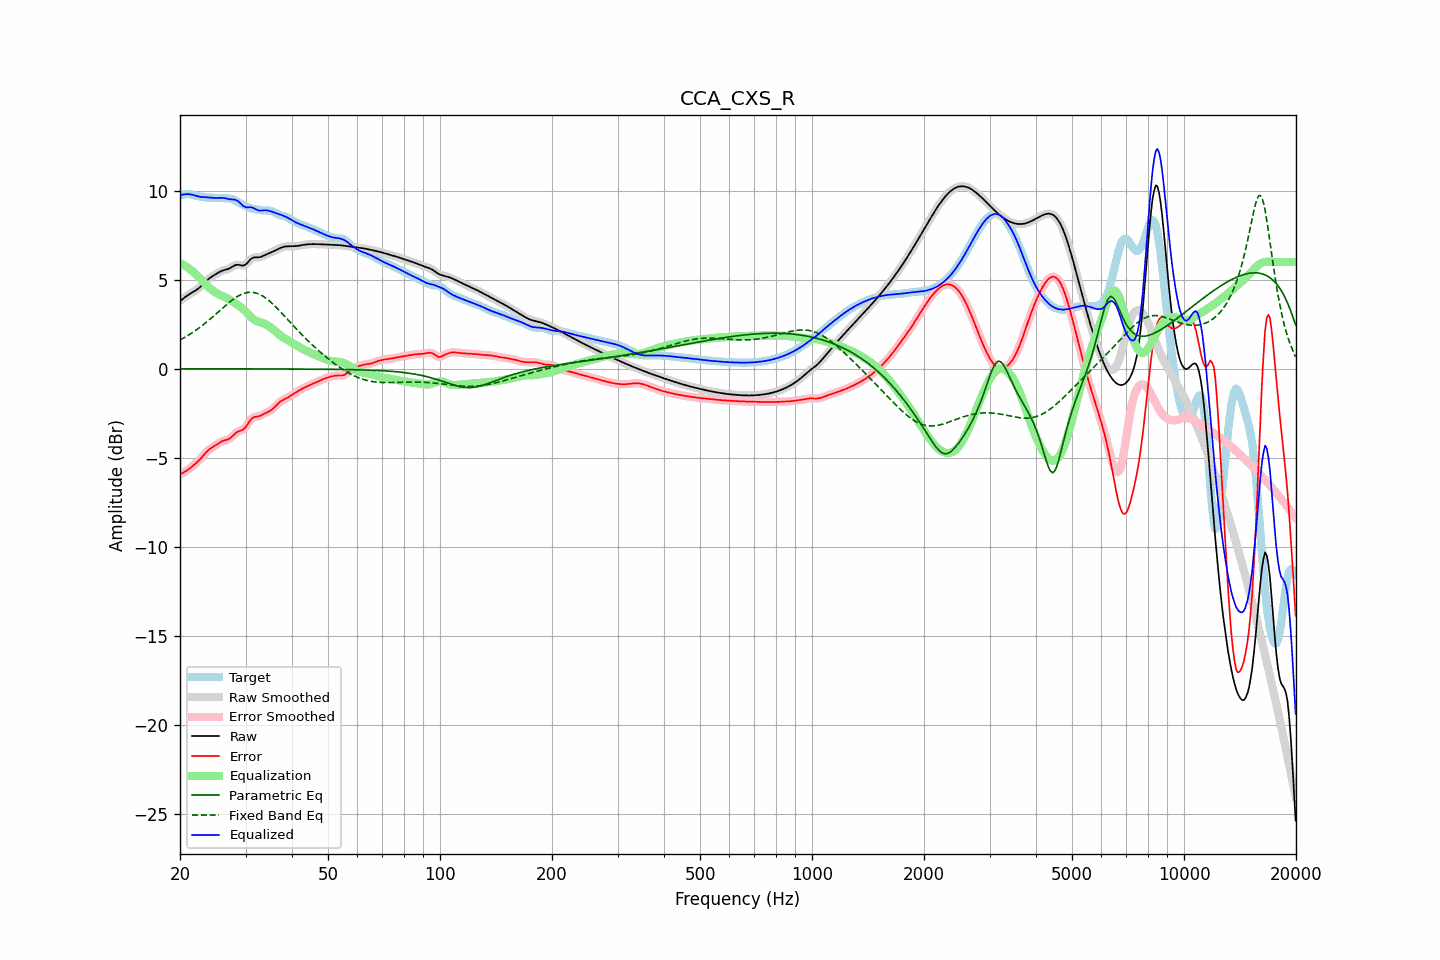 CCA_CXS_R
Amplitude (dBr)
10
5
0
−5
−10
−15
−20
−25
Target
Raw Smoothed
Error Smoothed
Raw
Error
Equalization
Parametric Eq
Fixed Band Eq
Equalized
20 50 100 200 500 1000 2000 5000 10000 20000
Frequency (Hz)